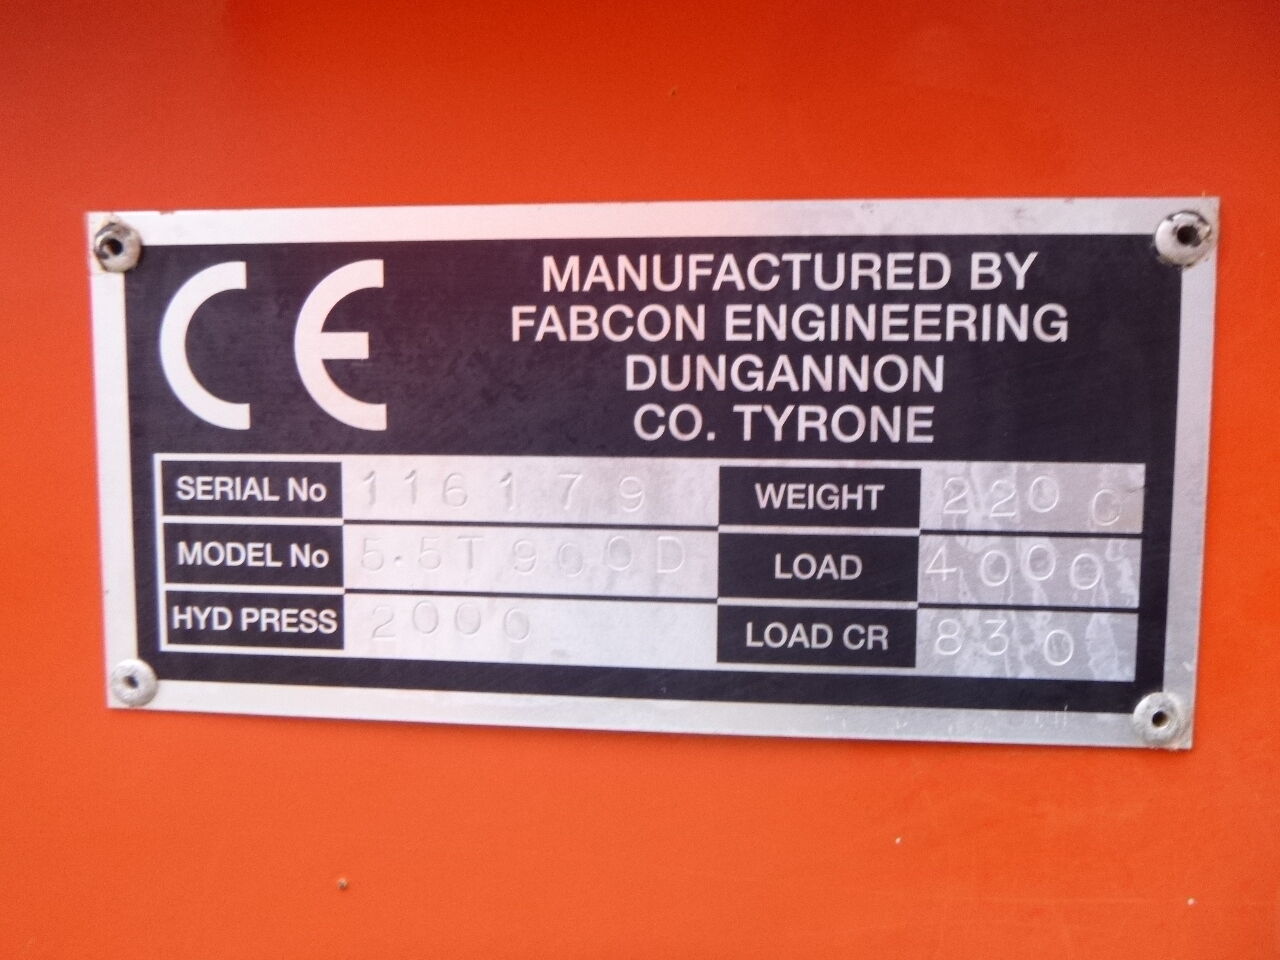 CE
MANUFACTURED BY
FABCON ENGINEERING
DUNGANNON
CO. TYRONE
SERIAL No 116179 WEIGHT 2200
MODEL No 5.5T900D LOAD 4000
HYD PRESS 2000 LOAD CR 830